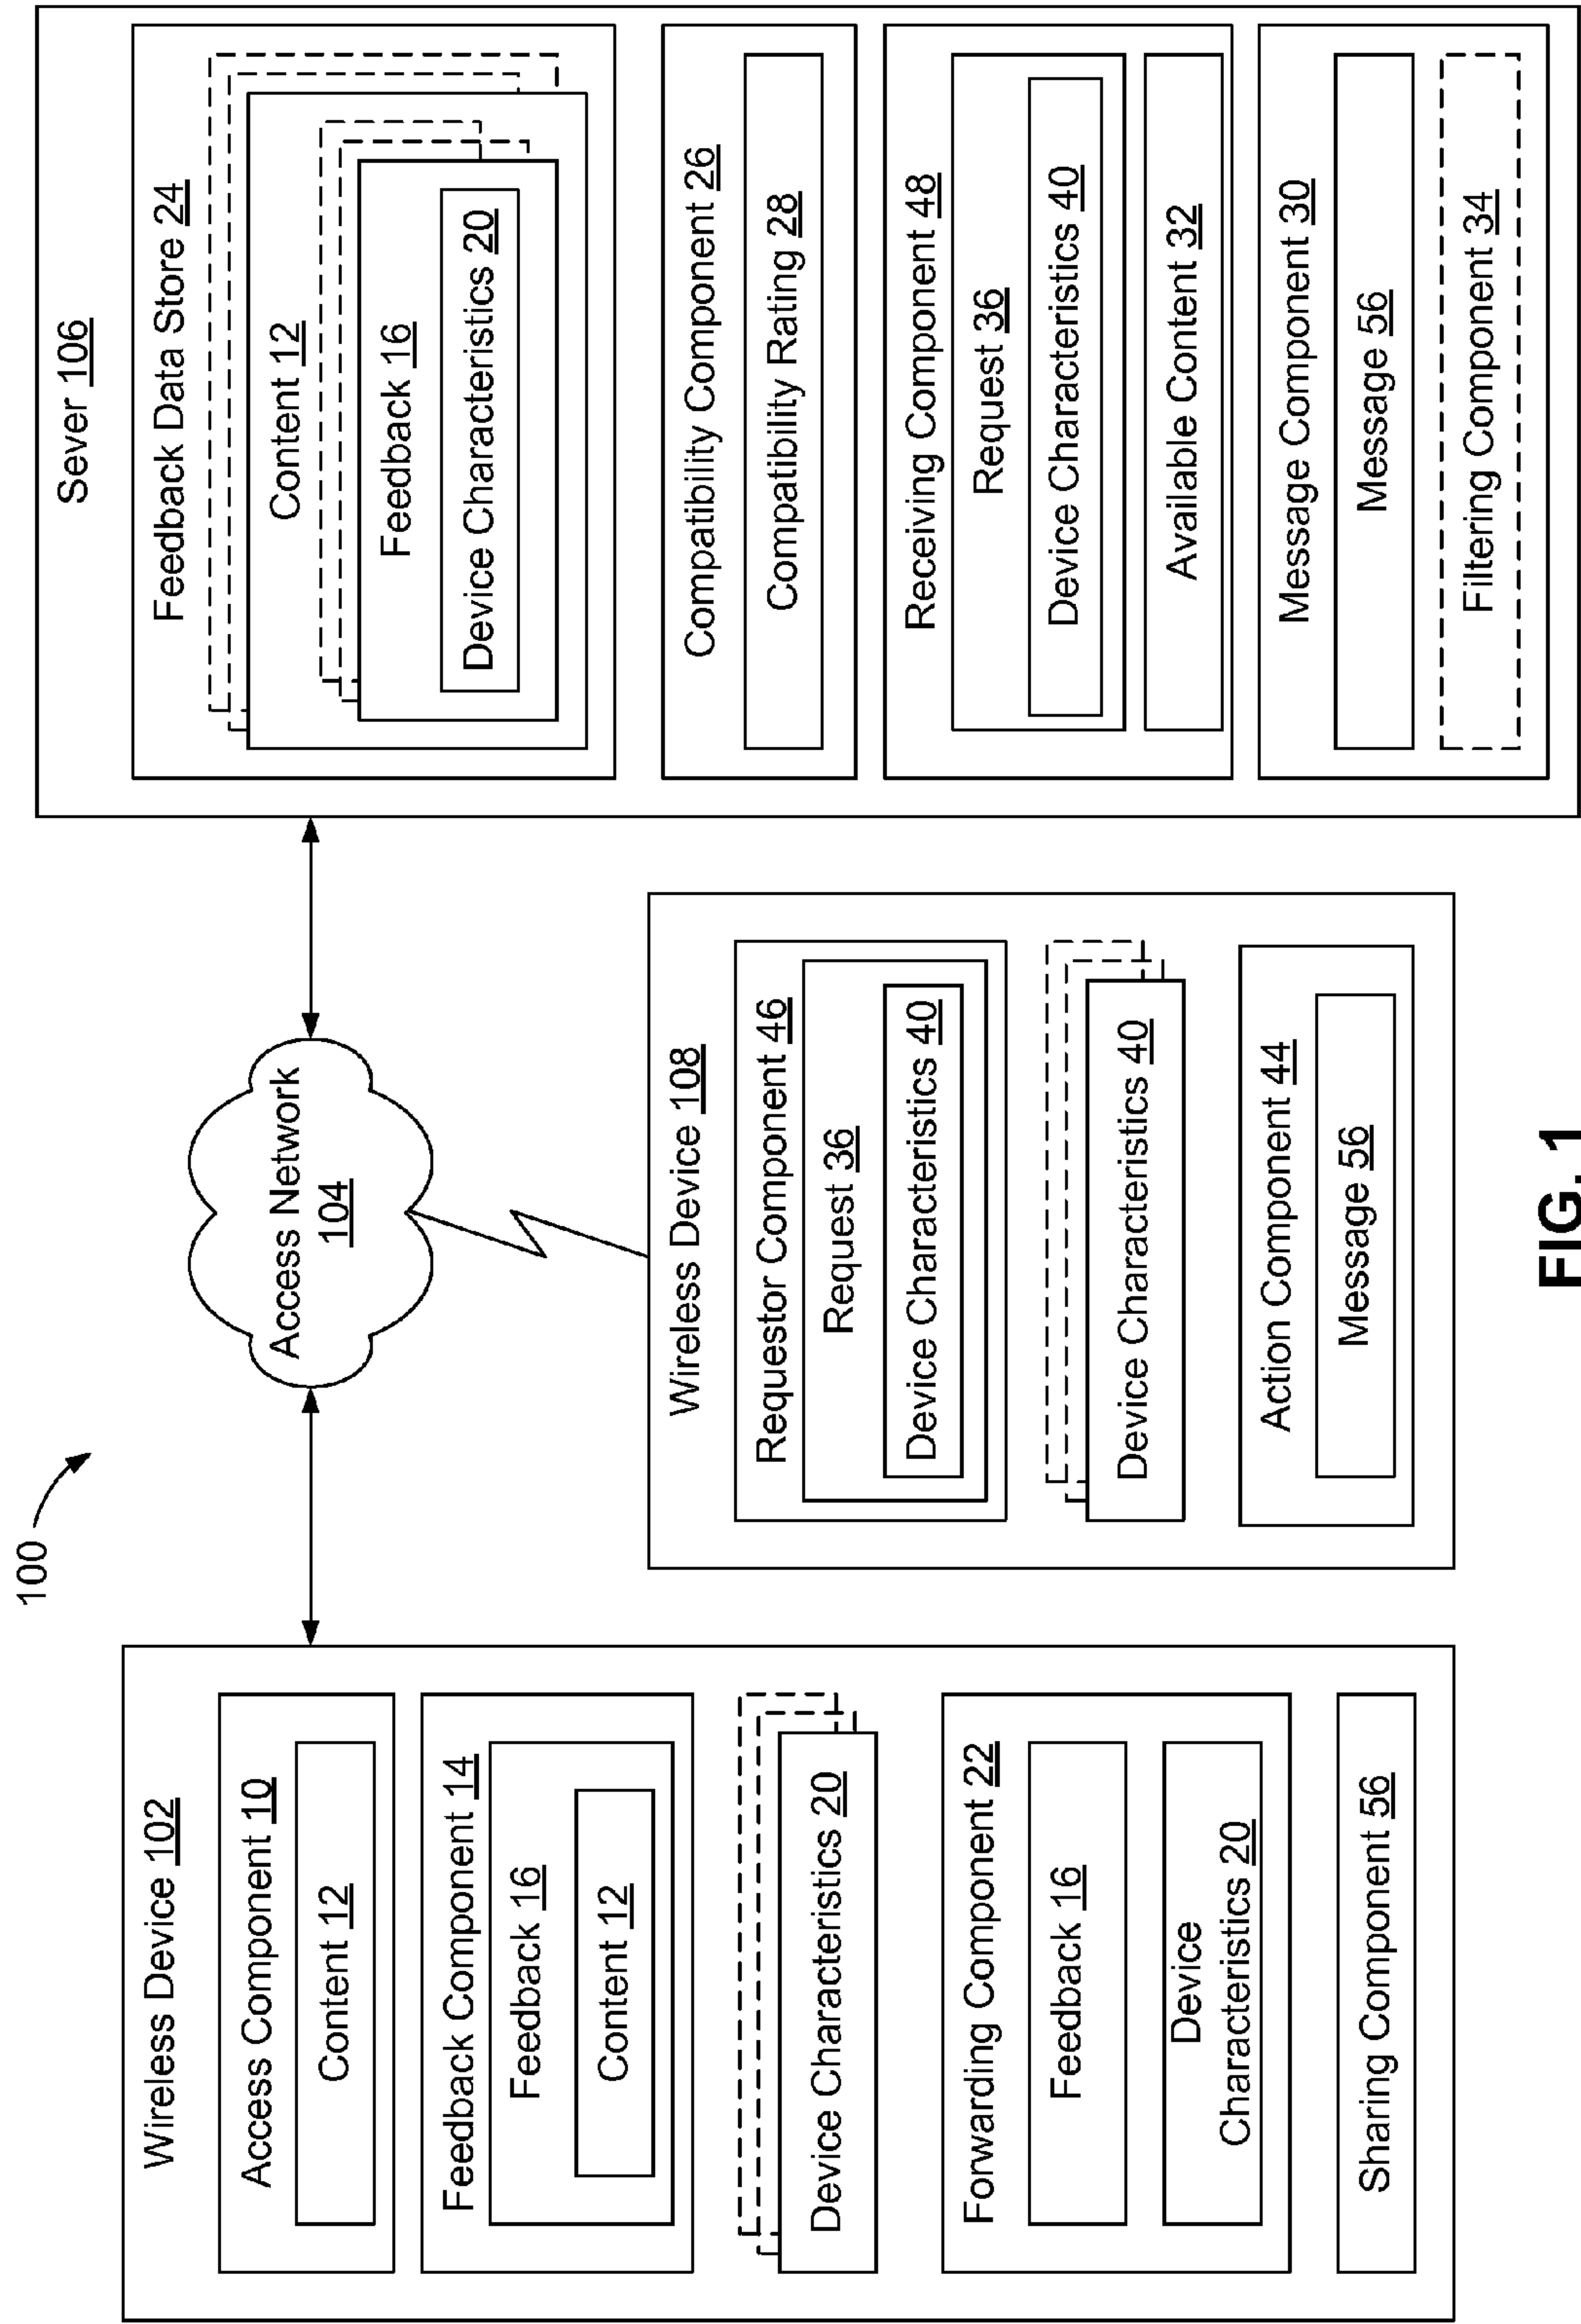 100
Wireless Device 102
Access Component 10
Content 12
Feedback Component 14
Feedback 16
Content 12
Device Characteristics 20
Forwarding Component 22
Feedback 16
Device
Characteristics 20
Sharing Component 56
Access Network
104
Wireless Device 108
Requestor Component 46
Request 36
Device Characteristics 40
Device Characteristics 40
Action Component 44
Message 56
Sever 106
Feedback Data Store 24
Content 12
Feedback 16
Device Characteristics 20
Compatibility Component 26
Compatibility Rating 28
Receiving Component 48
Request 36
Device Characteristics 40
Available Content 32
Message Component 30
Message 56
Filtering Component 34
FIG. 1